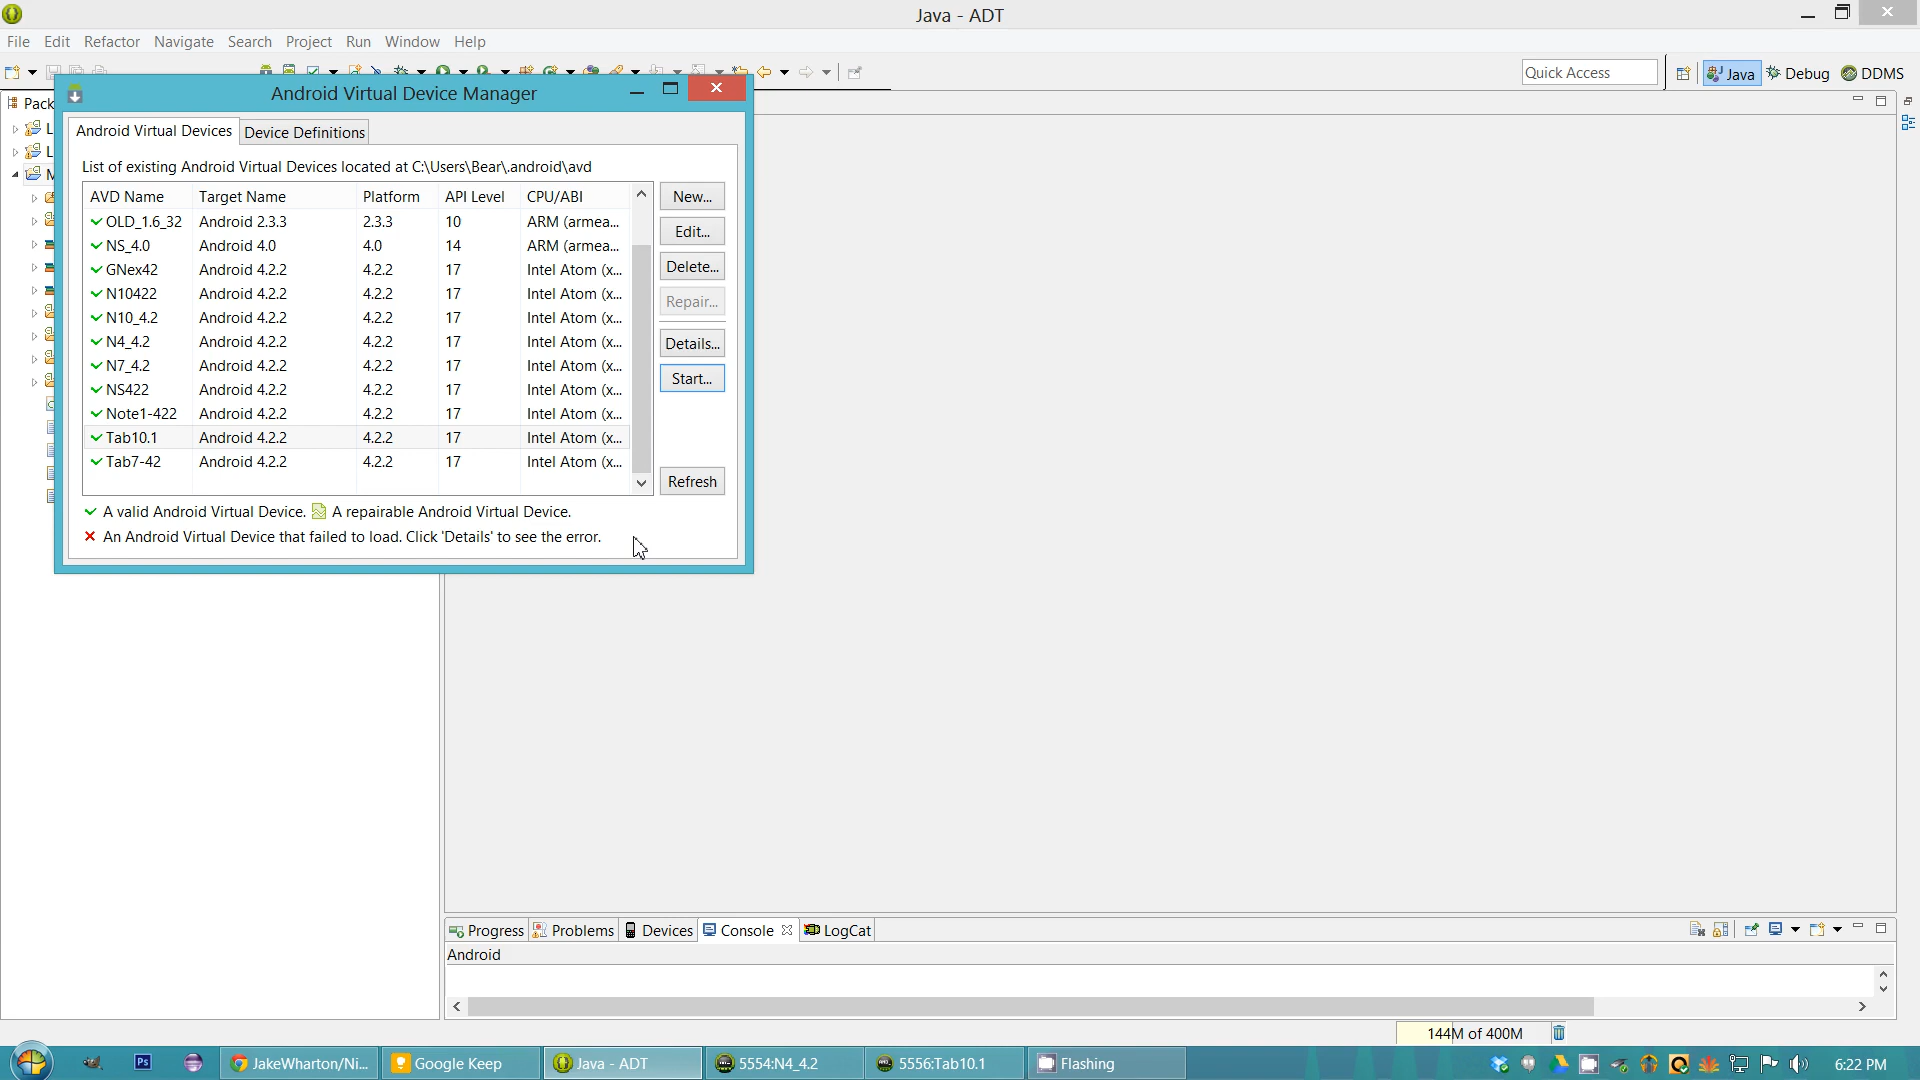 Java - ADT
File Edit Refactor Navigate Search Project Run Window Help
Quick Access
Java
Debug
DDMS
Pack
Android Virtual Device Manager
Android Virtual Devices
Device Definitions
List of existing Android Virtual Devices located at C:\Users\Bear\.android\avd
AVD Name Target Name Platform API Level CPU/ABI
OLD_1.6_32 Android 2.3.3 2.3.3 10 ARM (armea...
NS_4.0 Android 4.0 4.0 14 ARM (armea...
GNex42 Android 4.2.2 4.2.2 17 Intel Atom (x...
N10422 Android 4.2.2 4.2.2 17 Intel Atom (x...
N10_4.2 Android 4.2.2 4.2.2 17 Intel Atom (x...
N4_4.2 Android 4.2.2 4.2.2 17 Intel Atom (x...
N7_4.2 Android 4.2.2 4.2.2 17 Intel Atom (x...
NS422 Android 4.2.2 4.2.2 17 Intel Atom (x...
Note1-422 Android 4.2.2 4.2.2 17 Intel Atom (x...
Tab10.1 Android 4.2.2 4.2.2 17 Intel Atom (x...
Tab7-42 Android 4.2.2 4.2.2 17 Intel Atom (x...
New...
Edit...
Delete...
Repair...
Details...
Start...
Refresh
A valid Android Virtual Device. A repairable Android Virtual Device.
An Android Virtual Device that failed to load. Click 'Details' to see the error.
Progress Problems Devices Console LogCat
Android
144M of 400M
Ps
JakeWharton/Ni...
Google Keep
Java - ADT
5554:N4_4.2
5556:Tab10.1
Flashing
6:22 PM